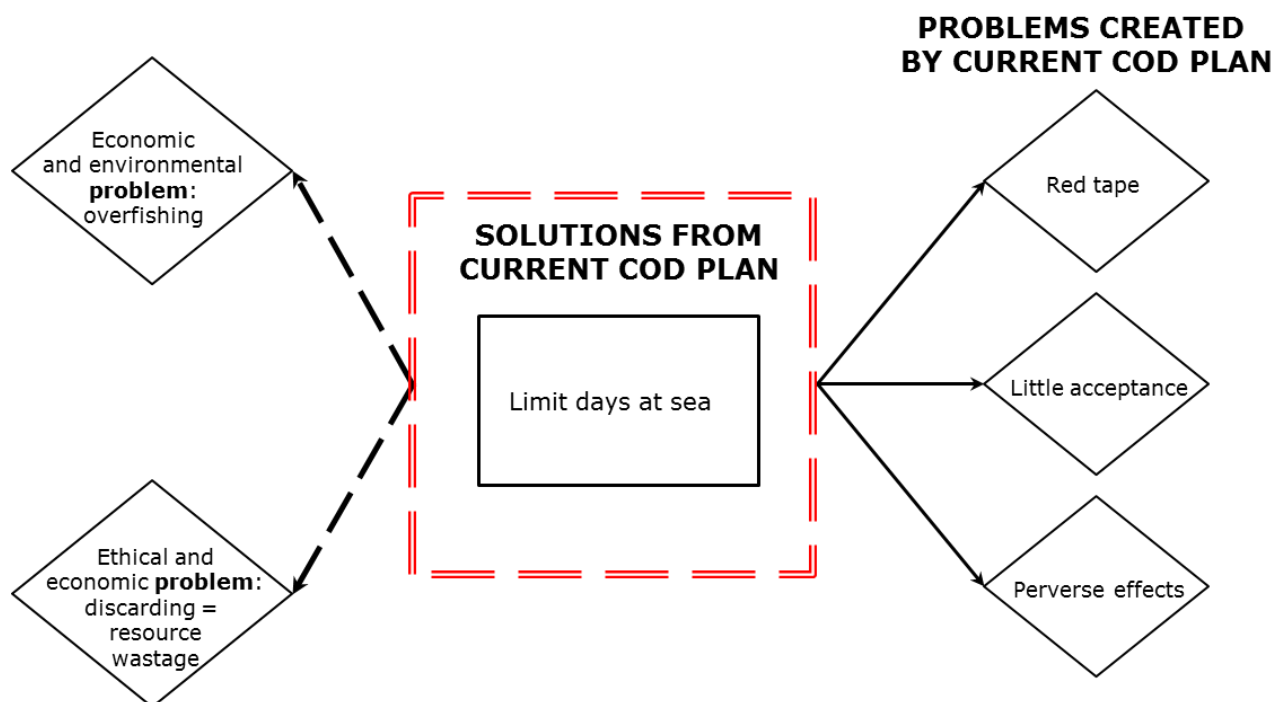 PROBLEMS CREATED
BY CURRENT COD PLAN
Economic
and environmental
problem:
overfishing
Ethical and
economic problem:
discarding =
resource
wastage
SOLUTIONS FROM
CURRENT COD PLAN
Limit days at sea
Red tape
Little acceptance
Perverse effects